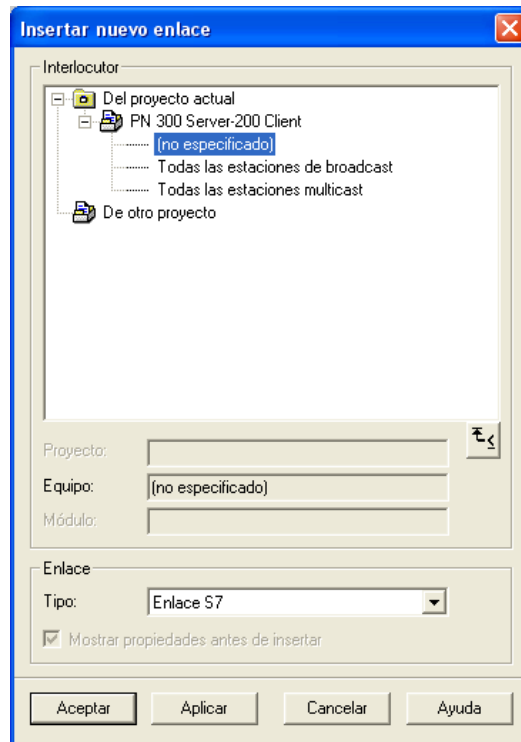 Insertar nuevo enlace
Interlocutor
Del proyecto actual
PN 300 Server-200 Client
(no especificado)
Todas las estaciones de broadcast
Todas las estaciones multicast
De otro proyecto
Proyecto:
Equipo: (no especificado)
Módulo:
Enlace
Tipo: Enlace S7
Mostrar propiedades antes de insertar
Aceptar Aplicar Cancelar Ayuda